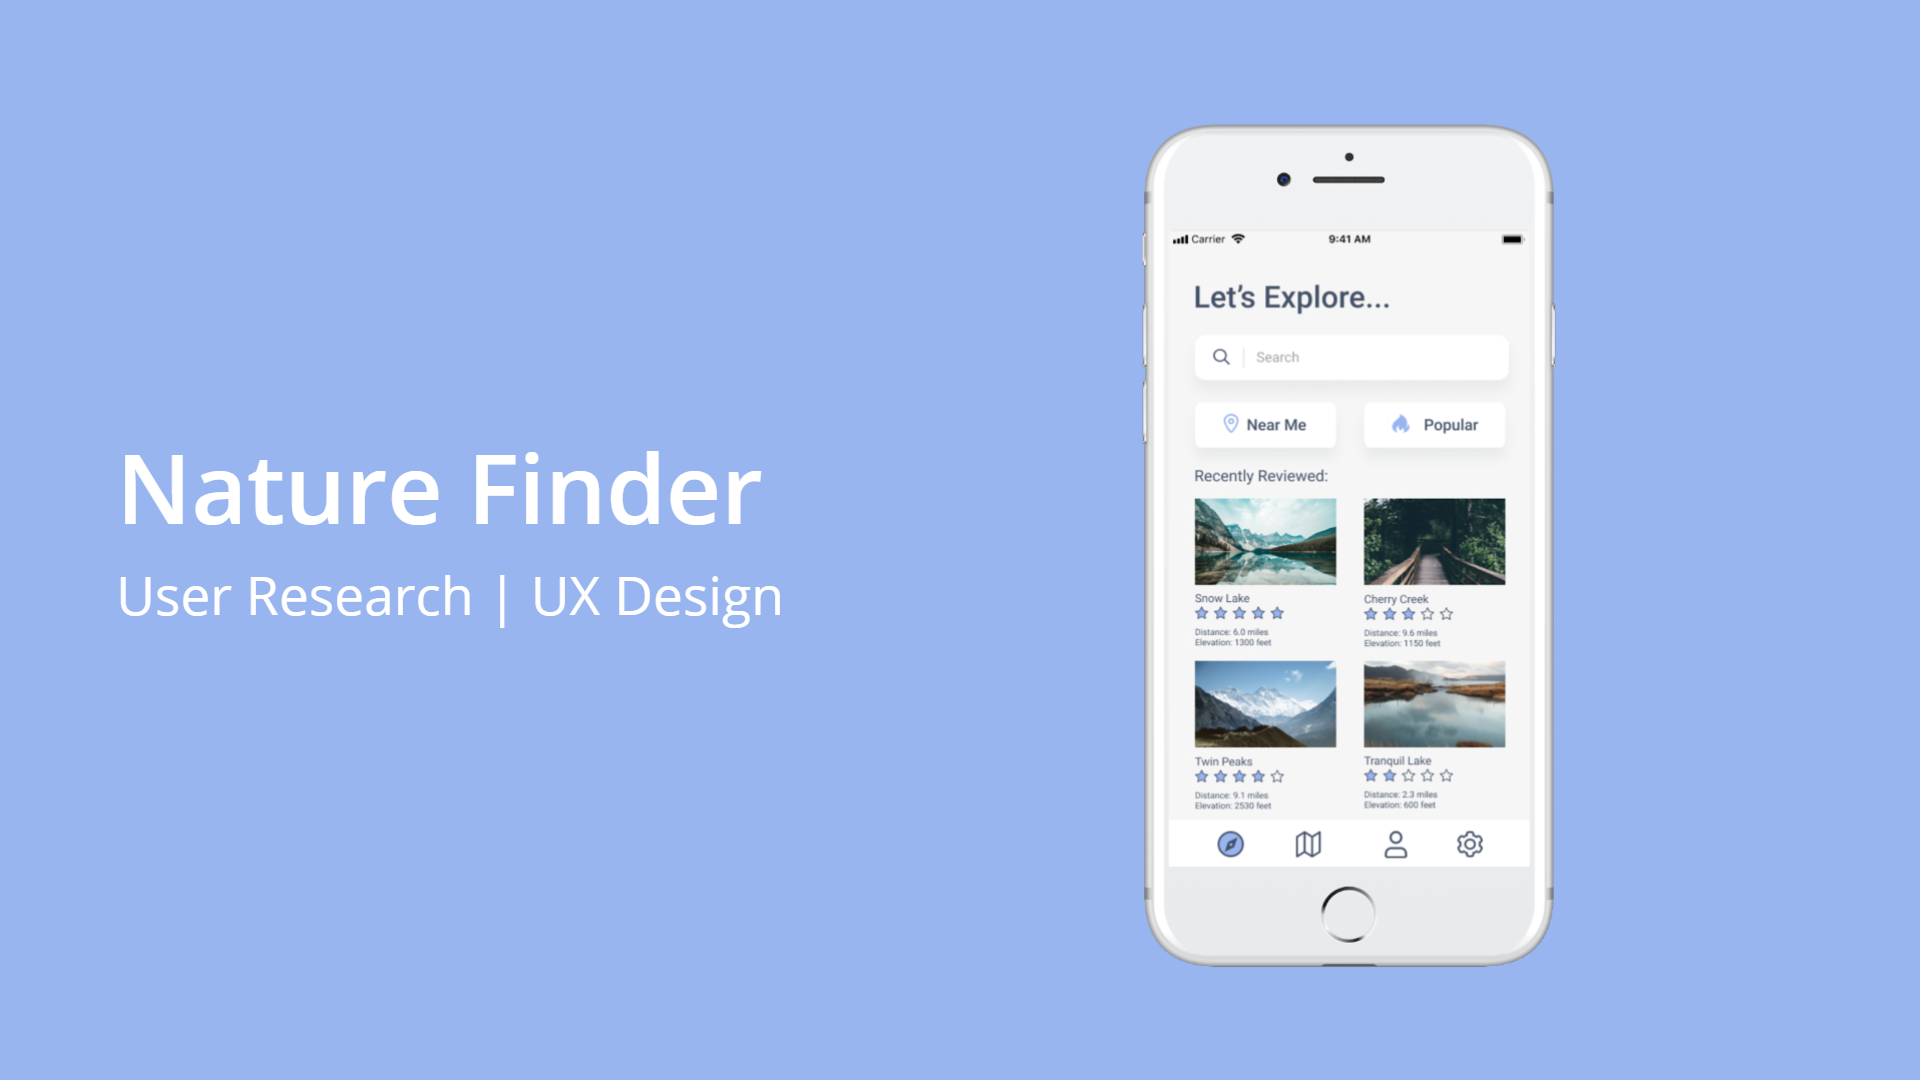 Nature Finder
User Research | UX Design
Carrier
9:41 AM
Let's Explore...
Search
Near Me
Popular
Recently Reviewed:
Snow Lake
Distance: 6.0 miles
Elevation: 1300 feet
Cherry Creek
Distance: 9.6 miles
Elevation: 1150 feet
Twin Peaks
Distance: 9.1 miles
Elevation: 2530 feet
Tranquil Lake
Distance: 2.3 miles
Elevation: 600 feet